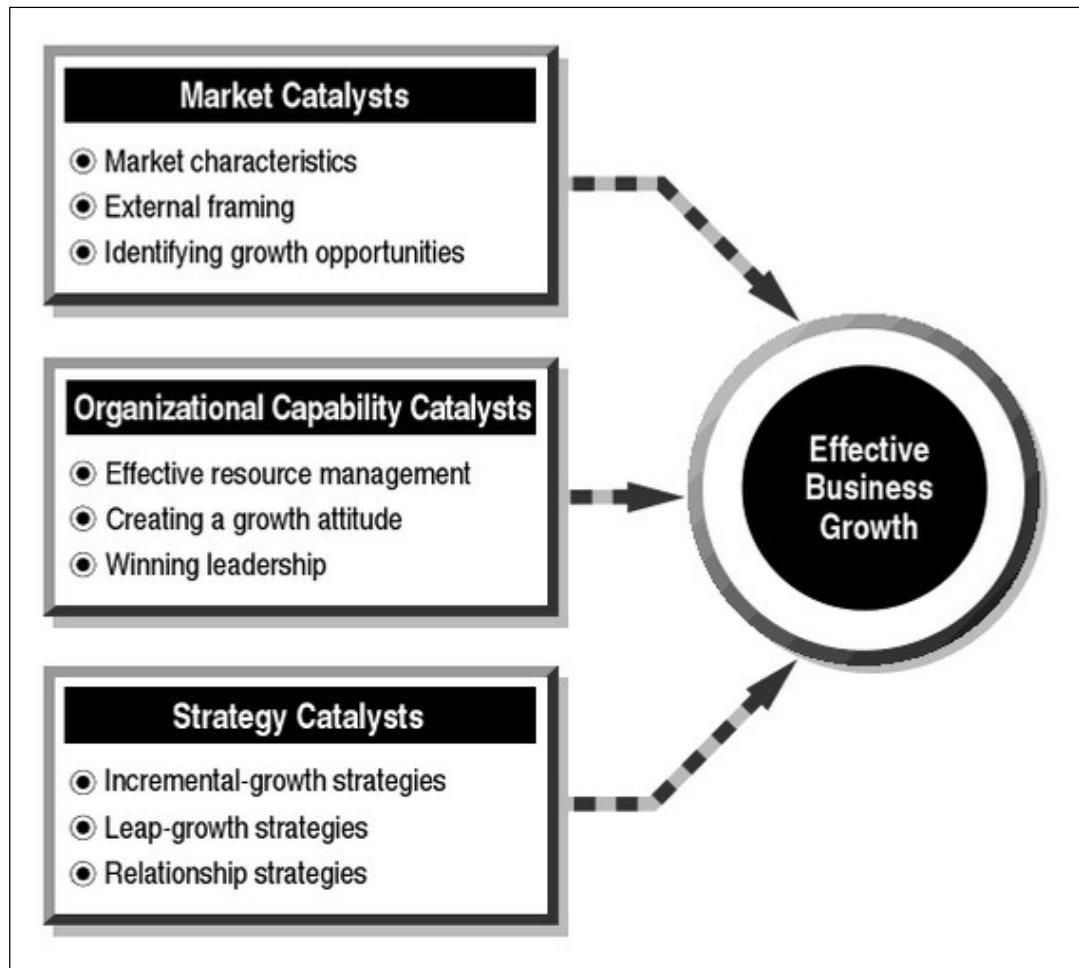 Market Catalysts
Market characteristics
External framing
Identifying growth opportunities
Organizational Capability Catalysts
Effective resource management
Creating a growth attitude
Winning leadership
Strategy Catalysts
Incremental-growth strategies
Leap-growth strategies
Relationship strategies
Effective
Business
Growth